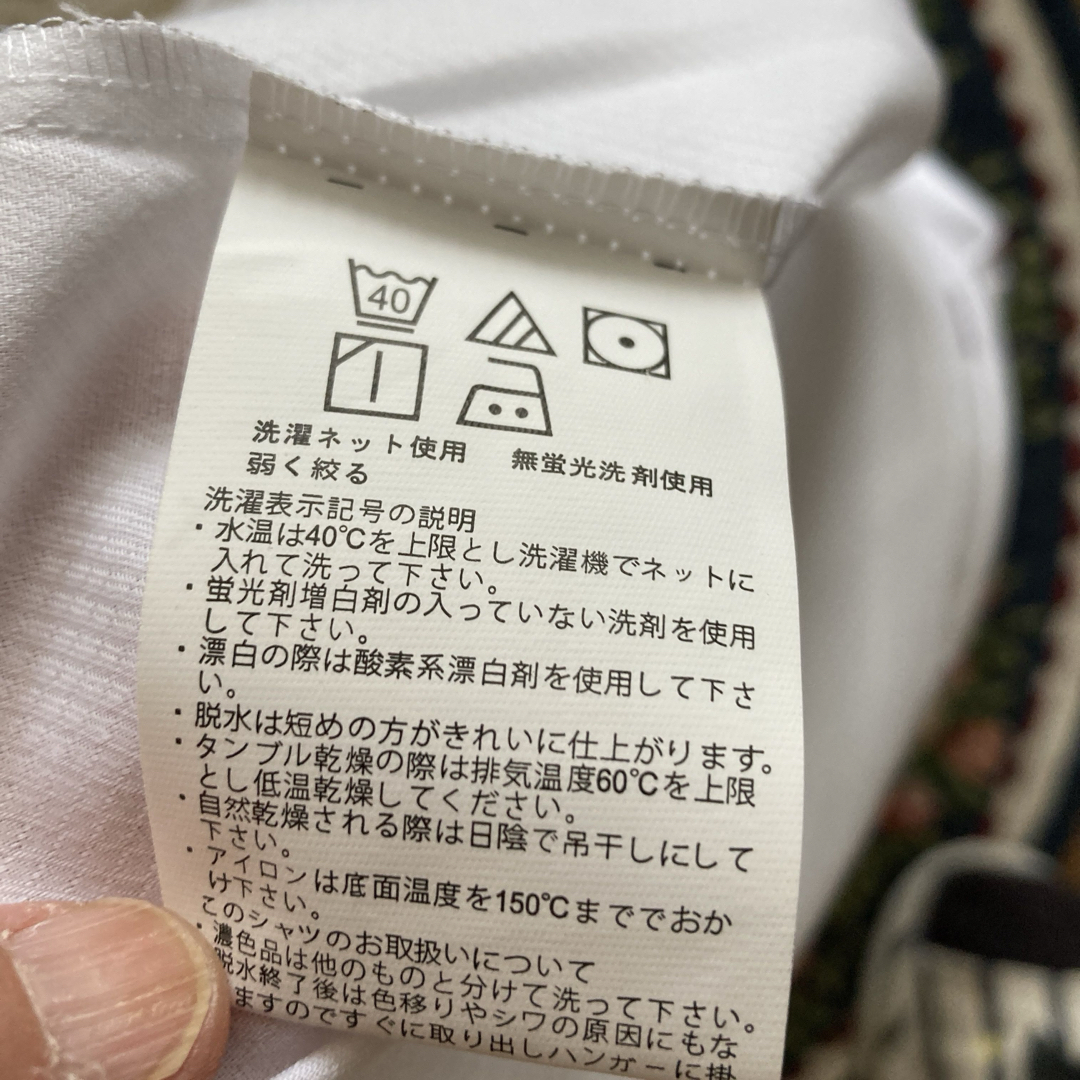 40
洗濯ネット使用 無蛍光洗剤使用
弱く絞る
洗濯表示記号の説明
・水温は40℃を上限とし洗濯機でネットに
入れて洗って下さい。
・蛍光剤増白剤の入っていない洗剤を使用
して下さい。
・漂白の際は酸素系漂白剤を使用して下さ
い。
・脱水は短めの方がきれいに仕上がります。
・タンブル乾燥の際は排気温度60℃を上限
とし低温乾燥してください。
・自然乾燥される際は日陰で吊干しにして
下さい。
・アイロンは底面温度を150℃まででおか
け下さい。
このシャツのお取扱いについて
・濃色品は他のものと分けて洗って下さい。
脱水終了後は色移りやシワの原因にもな
ますのですぐに取り出しハンガーに掛